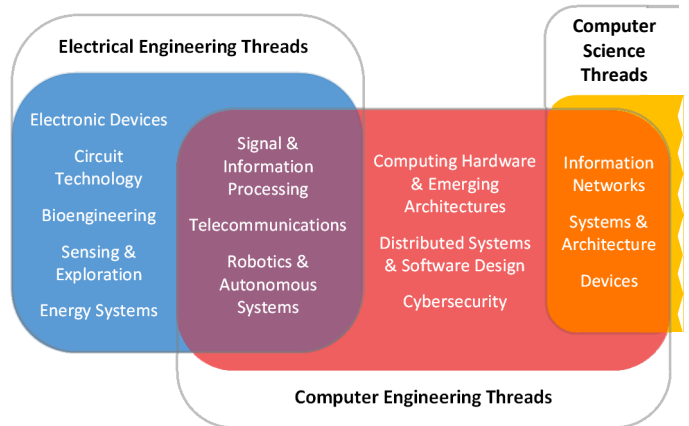 Electrical Engineering Threads
Computer
Science
Threads
Electronic Devices
Circuit
Technology
Bioengineering
Sensing &
Exploration
Energy Systems
Signal &
Information
Processing
Telecommunications
Robotics &
Autonomous
Systems
Computing Hardware
& Emerging
Architectures
Distributed Systems
& Software Design
Cybersecurity
Information
Networks
Systems &
Architecture
Devices
Computer Engineering Threads